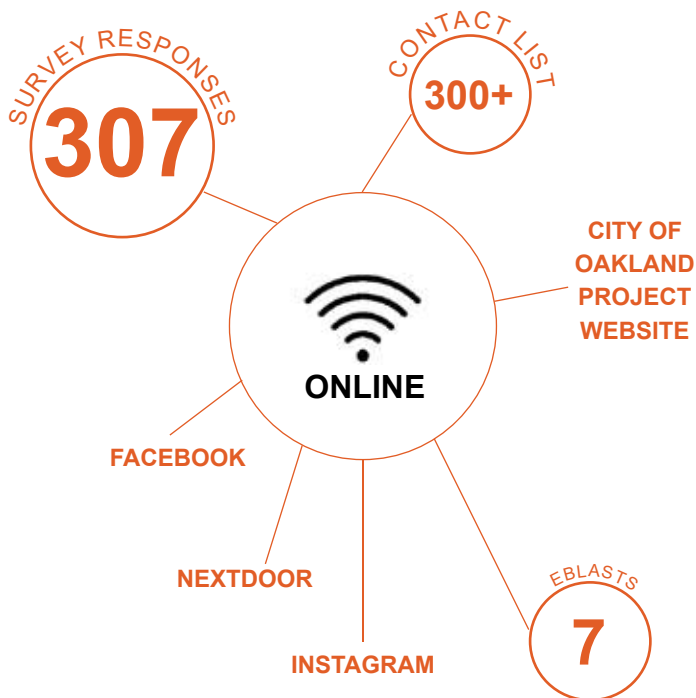 SURVEY RESPONSES
307
CONTACT LIST
300+
CITY OF
OAKLAND
PROJECT
WEBSITE
ONLINE
FACEBOOK
NEXTDOOR
INSTAGRAM
EBLASTS
7